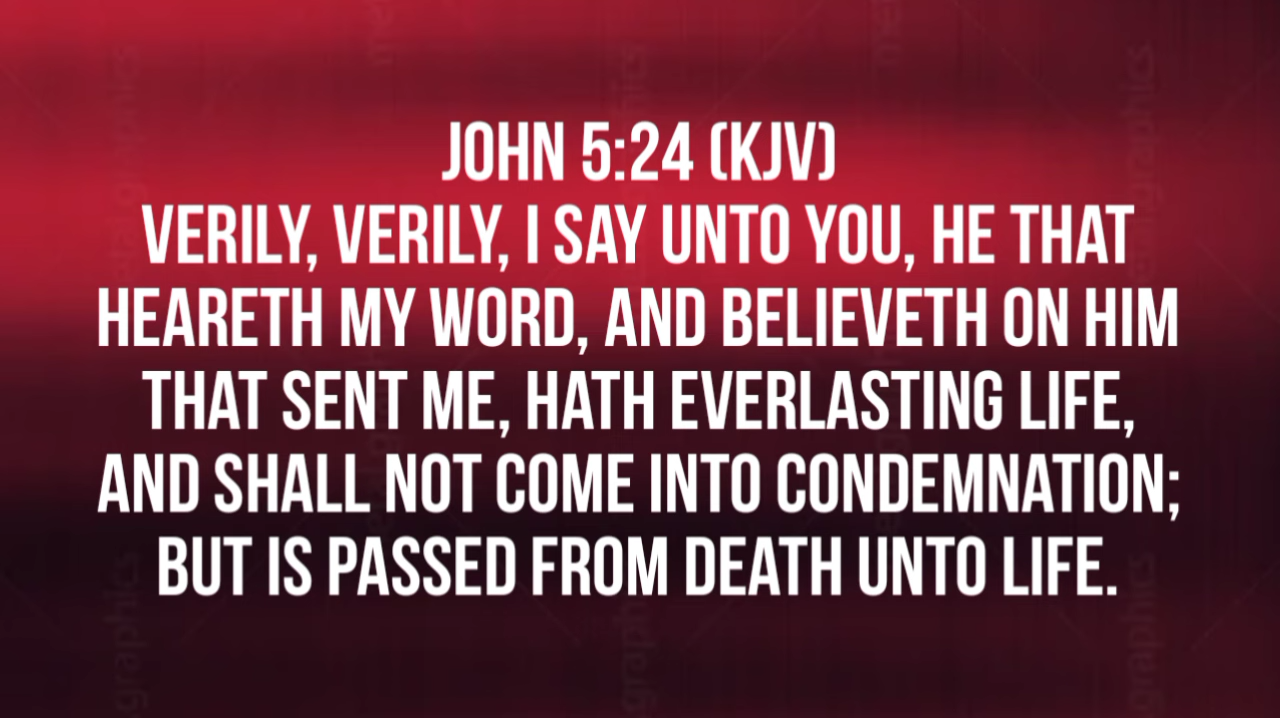 JOHN 5:24 (KJV)
VERILY, VERILY, I SAY UNTO YOU, HE THAT
HEARETH MY WORD, AND BELIEVETH ON HIM
THAT SENT ME, HATH EVERLASTING LIFE,
AND SHALL NOT COME INTO CONDEMNATION;
BUT IS PASSED FROM DEATH UNTO LIFE.